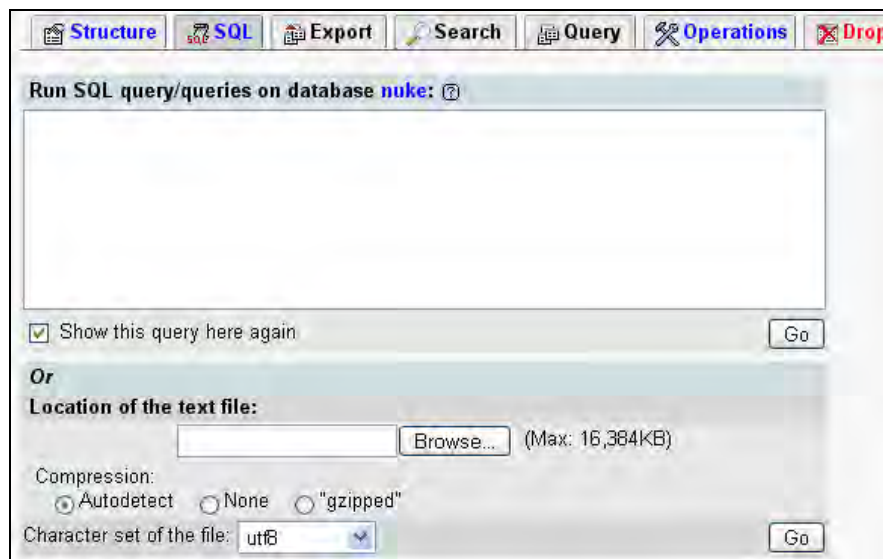 Structure SQL Export Search Query Operations Drop
Run SQL query/queries on database nuke:
Show this query here again Go
Or
Location of the text file:
Browse... (Max: 16,384KB)
Compression:
Autodetect None "gzipped"
Character set of the file: utf8 Go